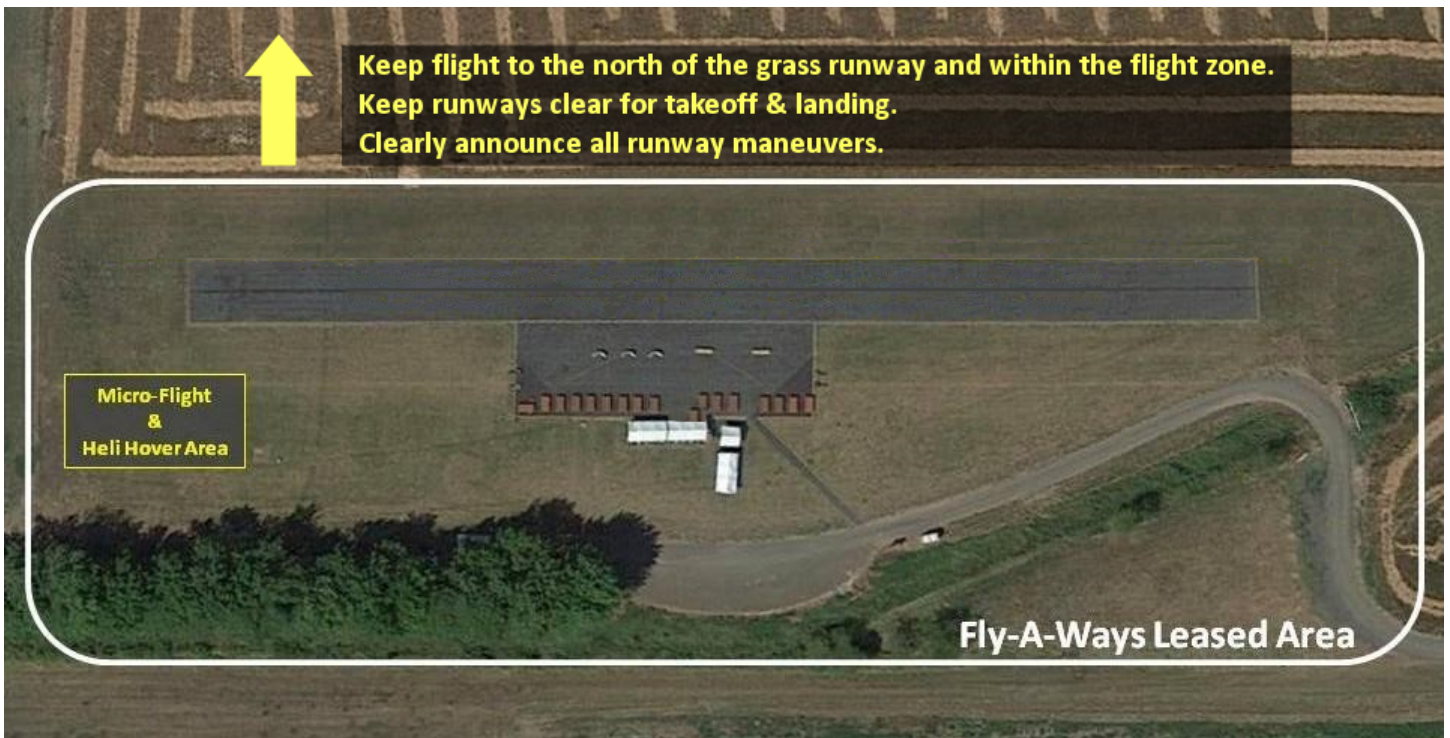 Keep flight to the north of the grass runway and within the flight zone.
Keep runways clear for takeoff & landing.
Clearly announce all runway maneuvers.
Micro-Flight
&
Heli Hover Area
Fly-A-Ways Leased Area